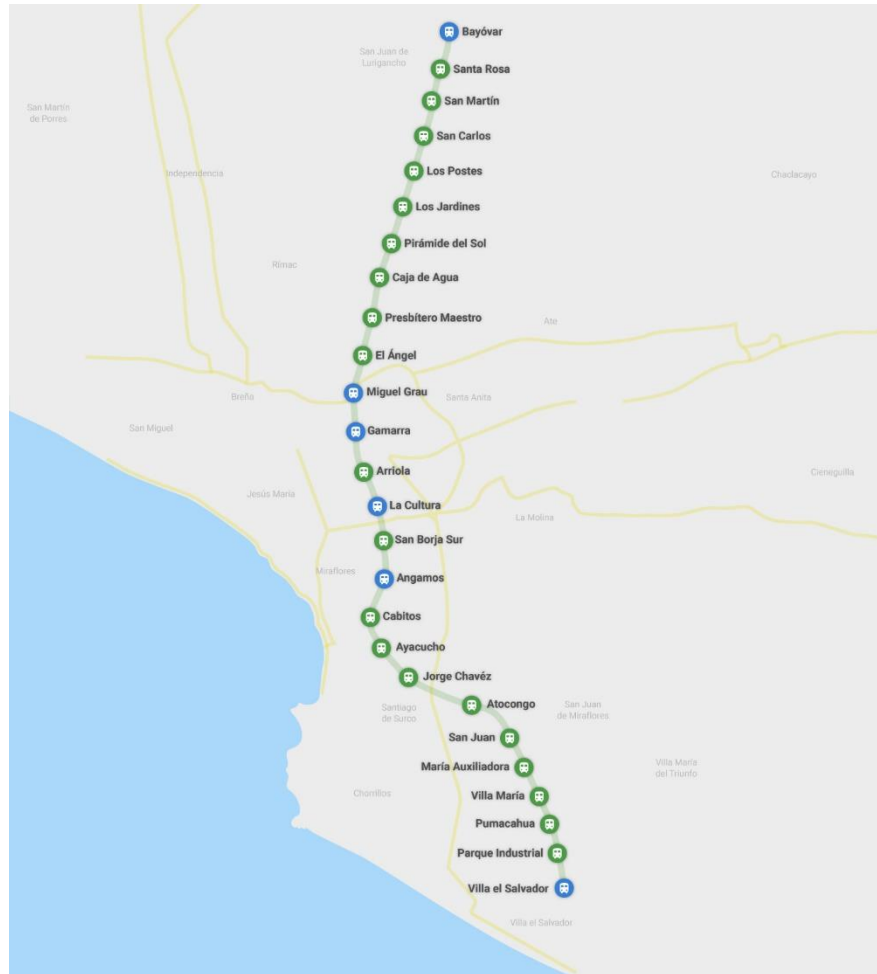 Bayóvar
San Juan de
Lurigancho
Santa Rosa
San Martín
San Martín
de Porres
San Carlos
Los Postes
Independencia
Chaclacayo
Los Jardines
Pirámide del Sol
Rímac
Caja de Agua
Presbítero Maestro
Ate
El Ángel
Miguel Grau
Breña
Santa Anita
San Miguel
Gamarra
Arriola
Cieneguilla
Jesús María
La Cultura
La Molina
San Borja Sur
Miraflores
Angamos
Cabitos
Ayacucho
Jorge Chavéz
Atocongo
Santiago
de Surco
San Juan
de Miraflores
San Juan
María Auxiliadora
Villa María
del Triunfo
Chorrillos
Villa María
Pumacahua
Parque Industrial
Villa el Salvador
Villa el Salvador